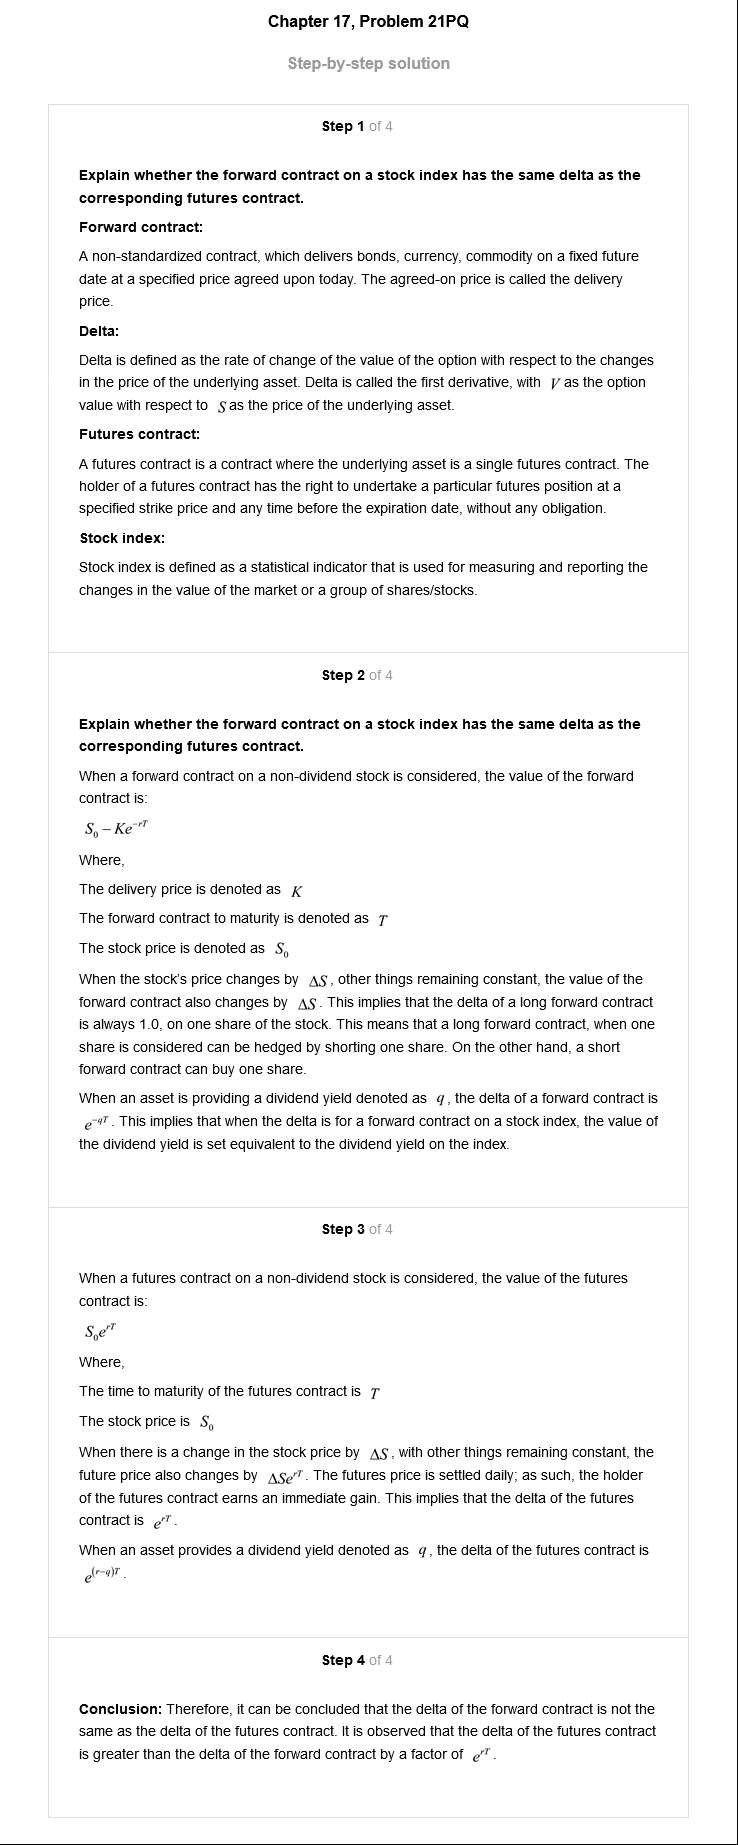 Chapter 17, Problem 21PQ
Step-by-step solution
Step 1 of 4
Explain whether the forward contract on a stock index has the same delta as the
corresponding futures contract.
Forward contract:
A non-standardized contract, which delivers bonds, currency, commodity on a fixed future
date at a specified price agreed upon today. The agreed-on price is called the delivery
price.
Delta:
Delta is defined as the rate of change of the value of the option with respect to the changes
in the price of the underlying asset. Delta is called the first derivative, with V as the option
value with respect to S as the price of the underlying asset.
Futures contract:
A futures contract is a contract where the underlying asset is a single futures contract. The
holder of a futures contract has the right to undertake a particular futures position at a
specified strike price and any time before the expiration date, without any obligation.
Stock index:
Stock index is defined as a statistical indicator that is used for measuring and reporting the
changes in the value of the market or a group of shares/stocks.
Step 2 of 4
Explain whether the forward contract on a stock index has the same delta as the
corresponding futures contract.
When a forward contract on a non-dividend stock is considered, the value of the forward
contract is:
S₀ – Ke^{-rT}
Where,
The delivery price is denoted as K
The forward contract to maturity is denoted as T
The stock price is denoted as S₀
When the stock's price changes by ΔS, other things remaining constant, the value of the
forward contract also changes by ΔS. This implies that the delta of a long forward contract
is always 1.0, on one share of the stock. This means that a long forward contract, when one
share is considered can be hedged by shorting one share. On the other hand, a short
forward contract can buy one share.
When an asset is providing a dividend yield denoted as q, the delta of a forward contract is
e^{-qT}. This implies that when the delta is for a forward contract on a stock index, the value of
the dividend yield is set equivalent to the dividend yield on the index.
Step 3 of 4
When a futures contract on a non-dividend stock is considered, the value of the futures
contract is:
S₀e^{rT}
Where,
The time to maturity of the futures contract is T
The stock price is S₀
When there is a change in the stock price by ΔS, with other things remaining constant, the
future price also changes by ΔSe^{rT}. The futures price is settled daily; as such, the holder
of the futures contract earns an immediate gain. This implies that the delta of the futures
contract is e^{rT}.
When an asset provides a dividend yield denoted as q, the delta of the futures contract is
e^{(r-q)T}.
Step 4 of 4
Conclusion: Therefore, it can be concluded that the delta of the forward contract is not the
same as the delta of the futures contract. It is observed that the delta of the futures contract
is greater than the delta of the forward contract by a factor of e^{rT}.